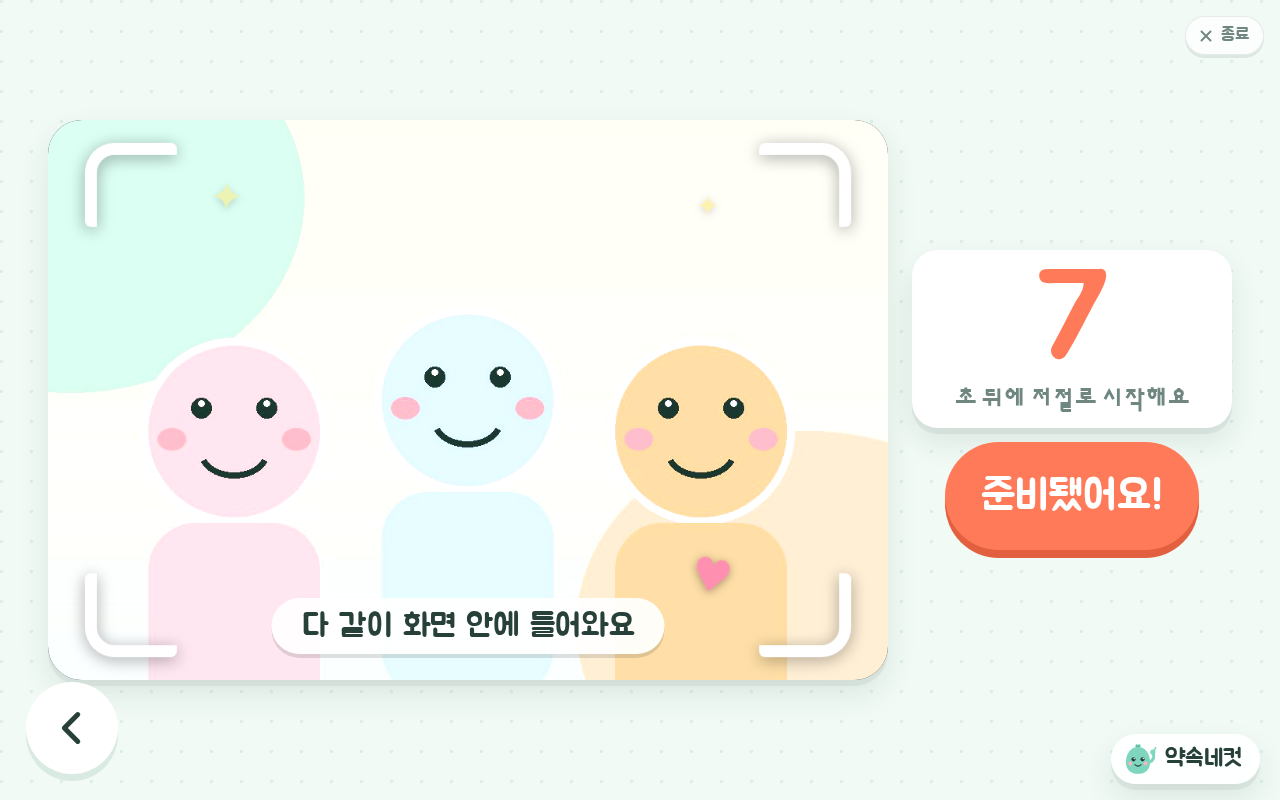 종료
7
초 뒤에 저절로 시작해요
준비됐어요!
다 같이 화면 안에 들어와요
약속네컷